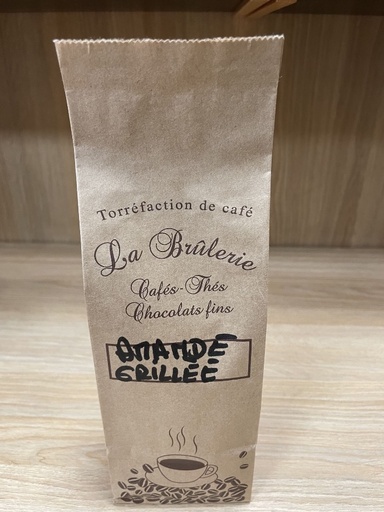 Torréfaction de café
La Brûlerie
Cafés-Thés
Chocolats fins
AMANDE
GRILLÉE